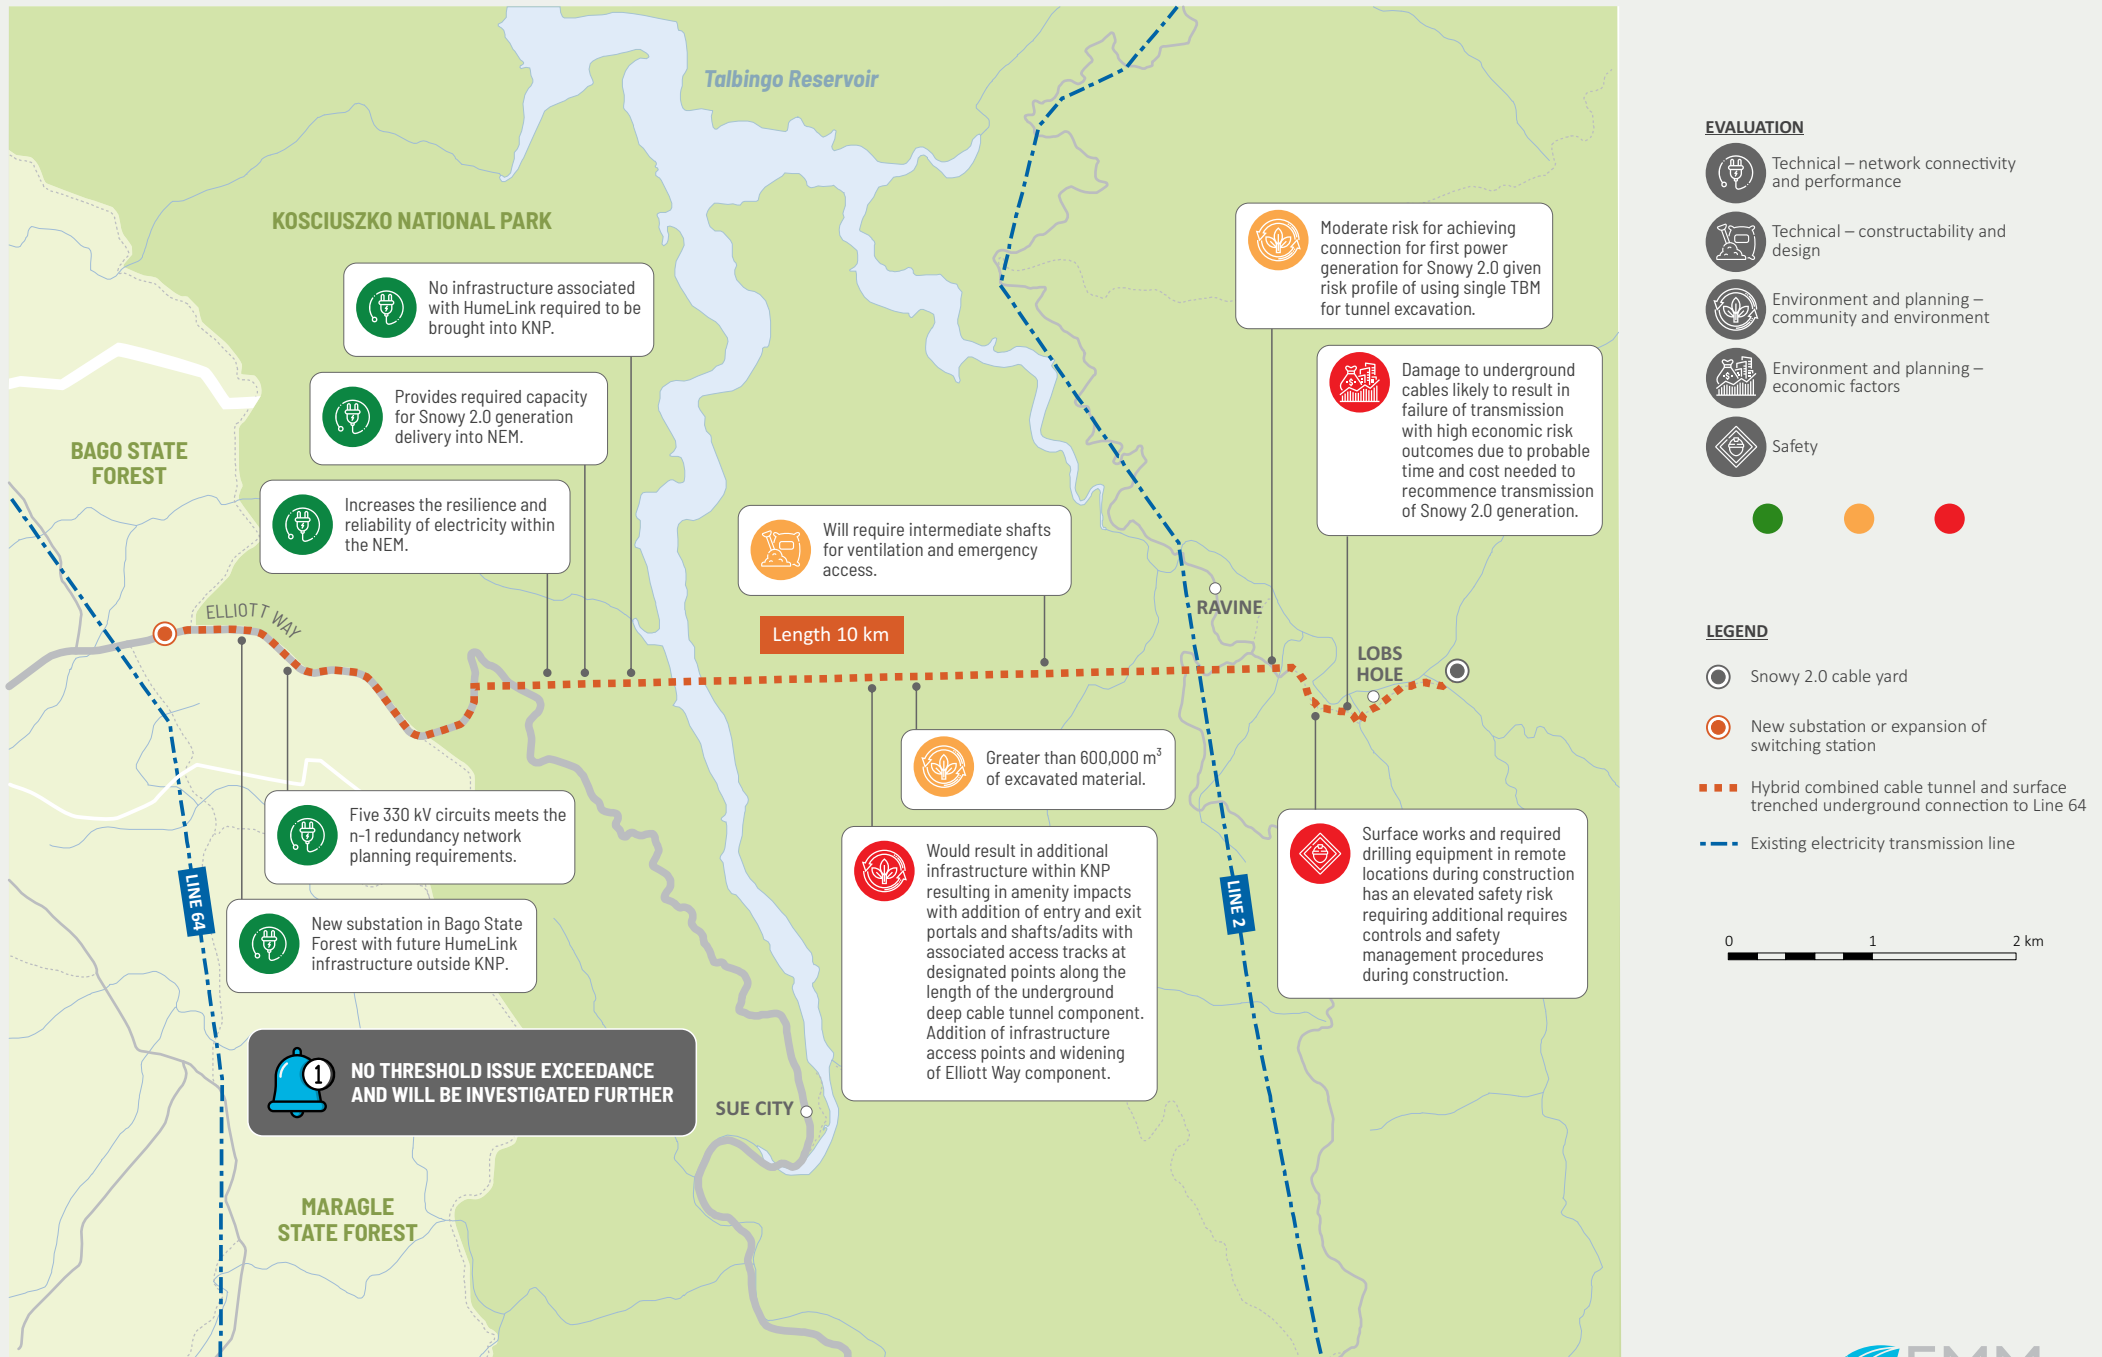 Talbingo Reservoir
KOSCIUSZKO NATIONAL PARK
No infrastructure associated
with HumeLink required to be
brought into KNP.
Provides required capacity
for Snowy 2.0 generation
delivery into NEM.
BAGO STATE
FOREST
Increases the resilience and
reliability of electricity within
the NEM.
Will require intermediate shafts
for ventilation and emergency
access.
Moderate risk for achieving
connection for first power
generation for Snowy 2.0 given
risk profile of using single TBM
for tunnel excavation.
Damage to underground
cables likely to result in
failure of transmission
with high economic risk
outcomes due to probable
time and cost needed to
recommence transmission
of Snowy 2.0 generation.
ELLIOTT WAY
Length 10 km
RAVINE
LOBS
HOLE
Greater than 600,000 m³
of excavated material.
Five 330 kV circuits meets the
n-1 redundancy network
planning requirements.
LINE 64
LINE 2
New substation in Bago State
Forest with future HumeLink
infrastructure outside KNP.
Would result in additional
infrastructure within KNP
resulting in amenity impacts
with addition of entry and exit
portals and shafts/adits with
associated access tracks at
designated points along the
length of the underground
deep cable tunnel component.
Addition of infrastructure
access points and widening
of Elliott Way component.
Surface works and required
drilling equipment in remote
locations during construction
has an elevated safety risk
requiring additional requires
controls and safety
management procedures
during construction.
1
NO THRESHOLD ISSUE EXCEEDANCE
AND WILL BE INVESTIGATED FURTHER
SUE CITY
MARAGLE
STATE FOREST
EVALUATION
Technical – network connectivity
and performance
Technical – constructability and
design
Environment and planning –
community and environment
Environment and planning –
economic factors
Safety
LEGEND
Snowy 2.0 cable yard
New substation or expansion of
switching station
Hybrid combined cable tunnel and surface
trenched underground connection to Line 64
Existing electricity transmission line
0 1 2 km
EMM